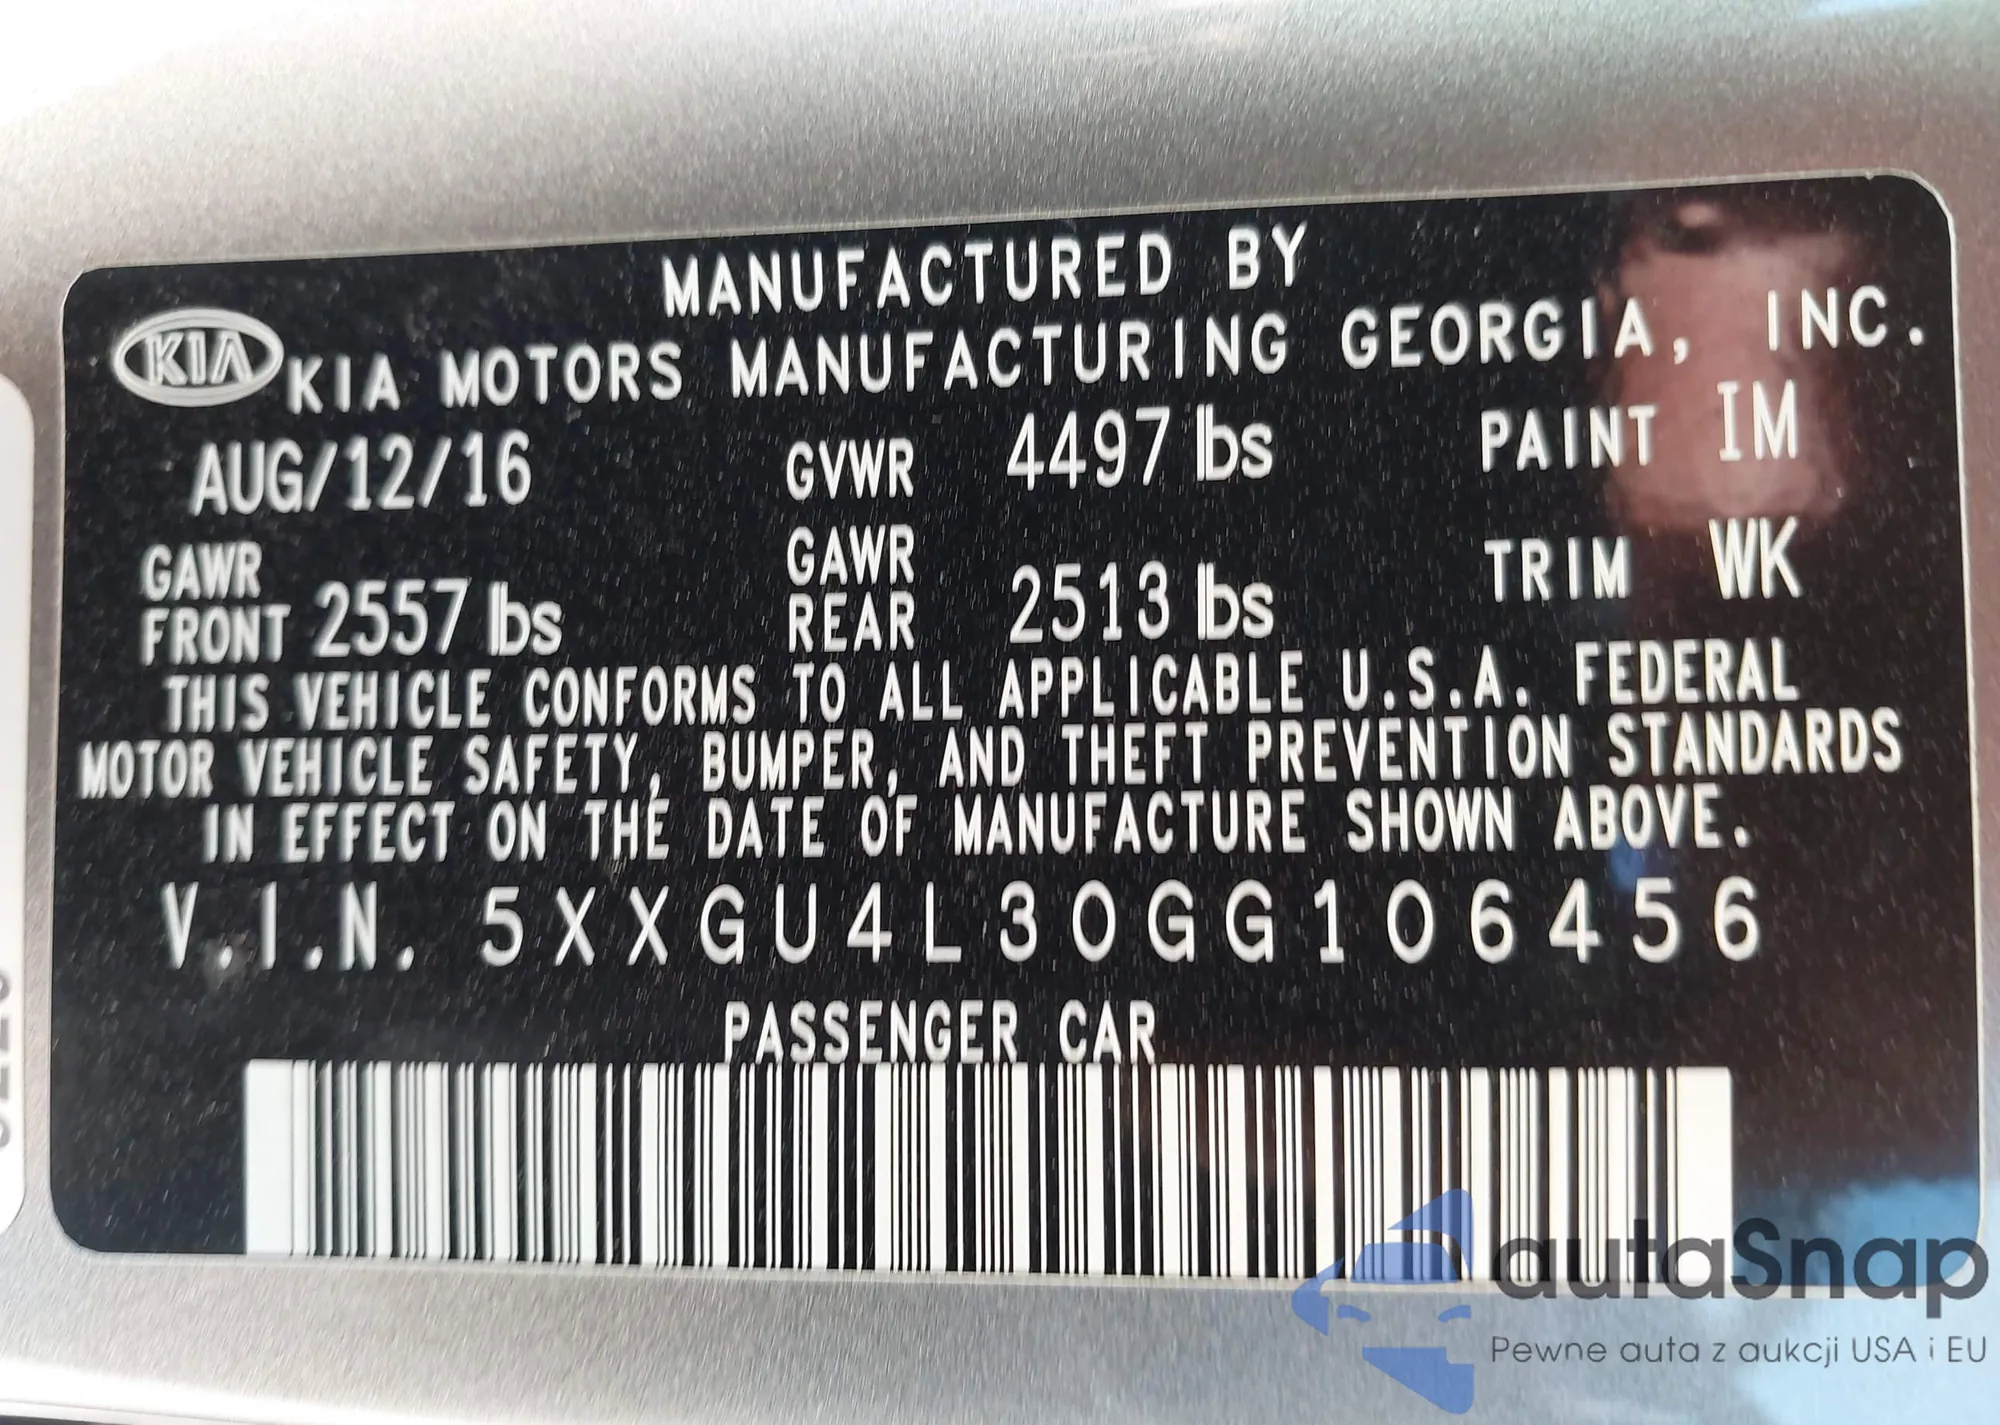 MANUFACTURED BY
KIA KIA MOTORS MANUFACTURING GEORGIA, INC.
AUG/12/16 GVWR 4497 lbs PAINT IM
GAWR FRONT 2557 lbs GAWR REAR 2513 lbs TRIM WK
THIS VEHICLE CONFORMS TO ALL APPLICABLE U.S.A. FEDERAL
MOTOR VEHICLE SAFETY, BUMPER, AND THEFT PREVENTION STANDARDS
IN EFFECT ON THE DATE OF MANUFACTURE SHOWN ABOVE.
V.I.N. 5XXGU4L30GG106456
PASSENGER CAR
autaSnap
Pewne auta z aukcji USA i EU